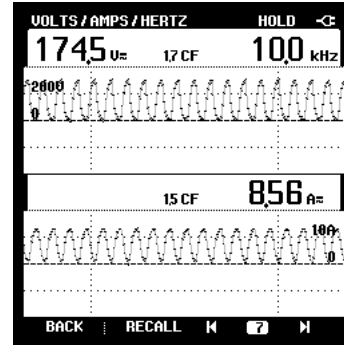 VOLTS / AMPS / HERTZ HOLD
174.5 V 1.7 CF 10.0 kHz
200V
0
1.5 CF 8.56 A
10A
0
BACK RECALL 7